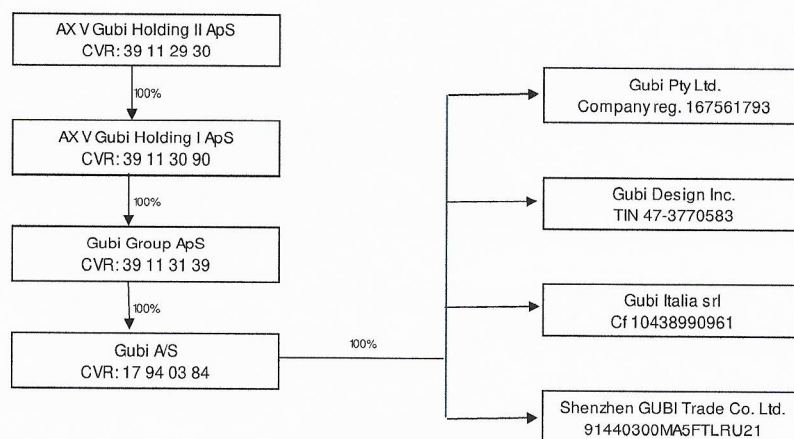 AX V Gubi Holding II ApS
CVR: 39 11 29 30
100%
AX V Gubi Holding I ApS
CVR: 39 11 30 90
100%
Gubi Group ApS
CVR: 39 11 31 39
100%
Gubi A/S
CVR: 17 94 03 84
100%
Gubi Pty Ltd.
Company reg. 167561793
Gubi Design Inc.
TIN 47-3770583
Gubi Italia srl
Cf 10438990961
Shenzhen GUBI Trade Co. Ltd.
91440300MA5FTLRU21